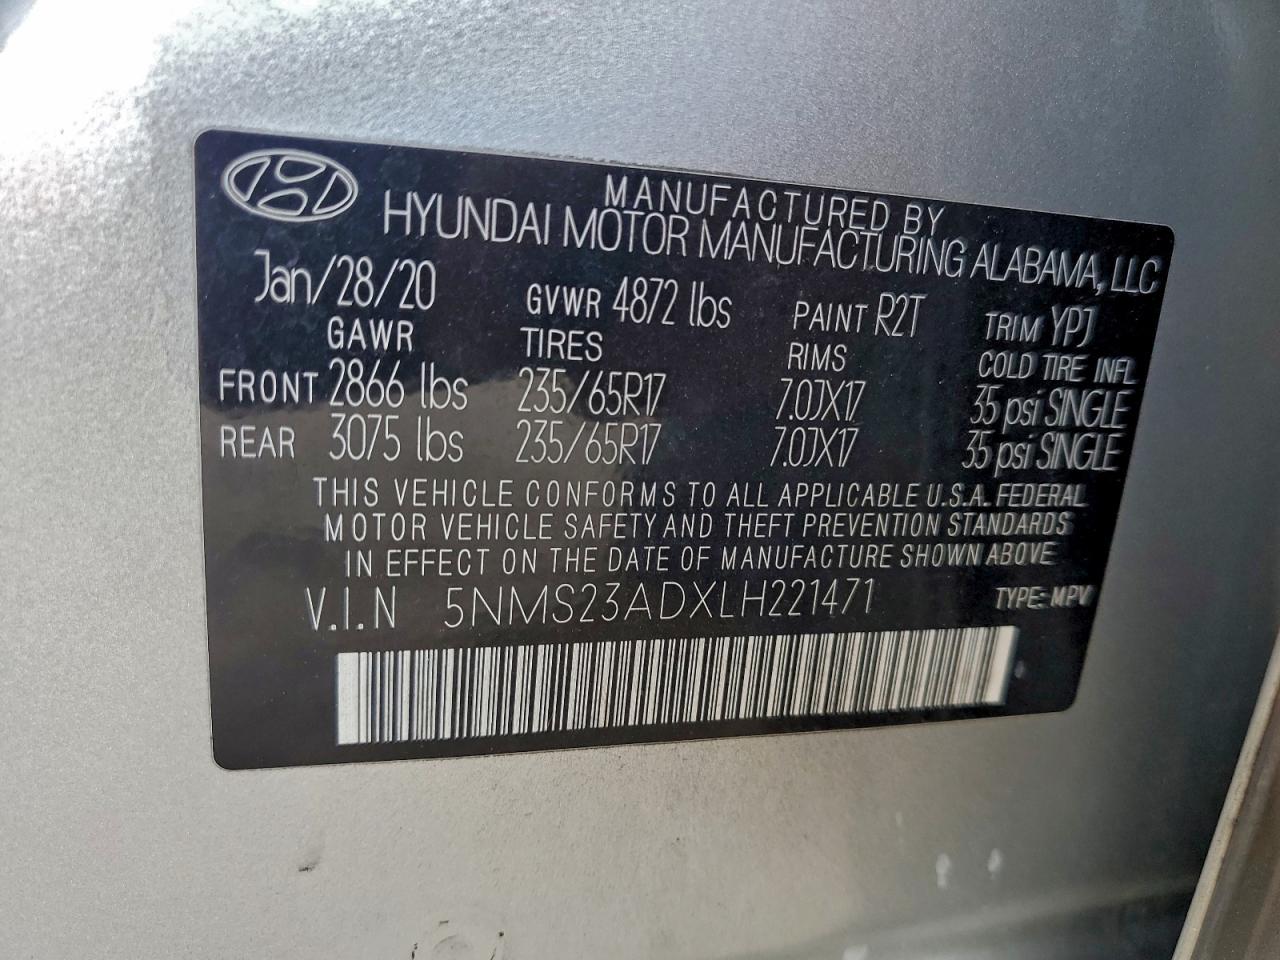 MANUFACTURED BY
HYUNDAI MOTOR MANUFACTURING ALABAMA, LLC
Jan/28/20 GVWR 4872 lbs PAINT R2T TRIM YPJ
GAWR TIRES RIMS COLD TIRE INFL
FRONT 2866 lbs 235/65R17 7.0JX17 35 psi SINGLE
REAR 3075 lbs 235/65R17 7.0JX17 35 psi SINGLE
THIS VEHICLE CONFORMS TO ALL APPLICABLE U.S.A. FEDERAL
MOTOR VEHICLE SAFETY AND THEFT PREVENTION STANDARDS
IN EFFECT ON THE DATE OF MANUFACTURE SHOWN ABOVE
V.I.N 5NMS23ADXLH221471 TYPE: MPV